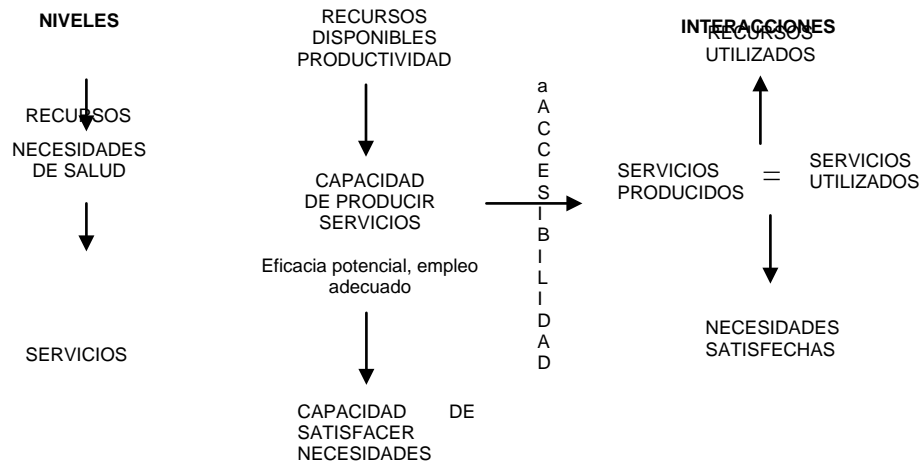 NIVELES
RECURSOS
NECESIDADES
DE SALUD
SERVICIOS
RECURSOS
DISPONIBLES
PRODUCTIVIDAD
CAPACIDAD
DE PRODUCIR
SERVICIOS
Eficacia potencial, empleo
adecuado
CAPACIDAD DE
SATISFACER
NECESIDADES
a
A
C
C
E
S
I
B
I
L
I
D
A
D
INTERACCIONES
RECURSOS
UTILIZADOS
SERVICIOS
PRODUCIDOS
=
SERVICIOS
UTILIZADOS
NECESIDADES
SATISFECHAS